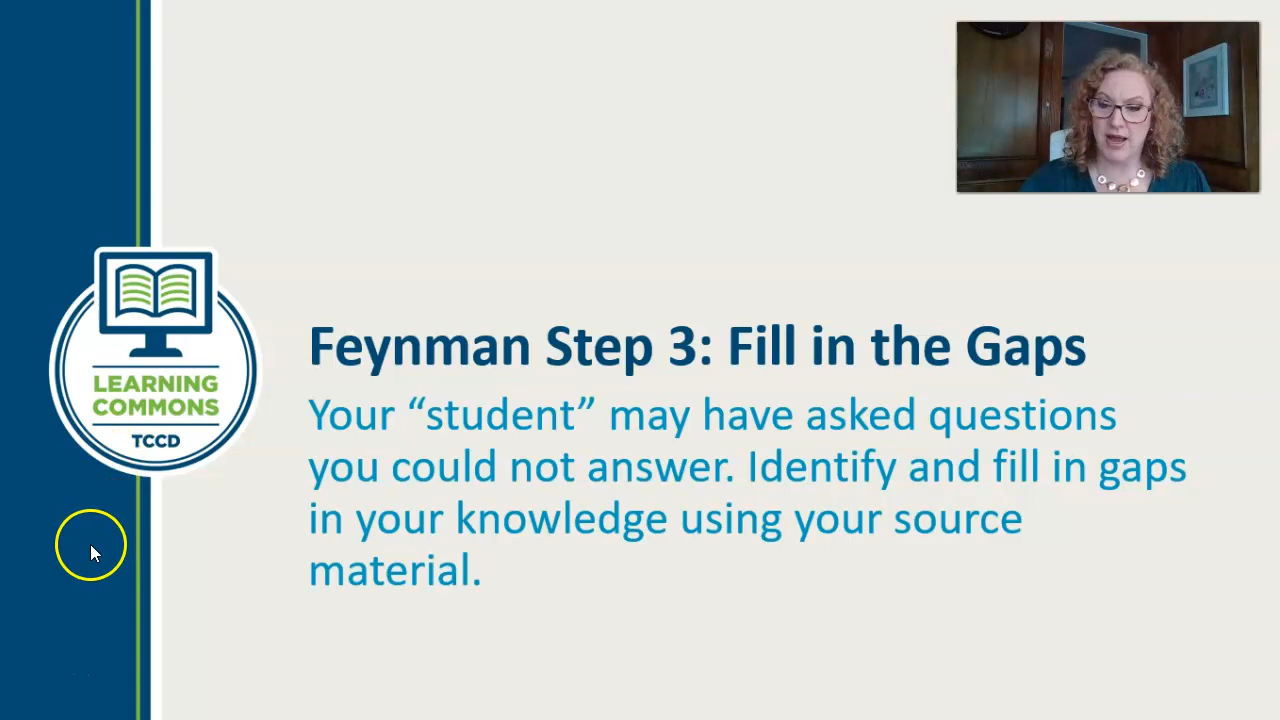 LEARNING
COMMONS
TCCD
Feynman Step 3: Fill in the Gaps
Your “student” may have asked questions
you could not answer. Identify and fill in gaps
in your knowledge using your source
material.